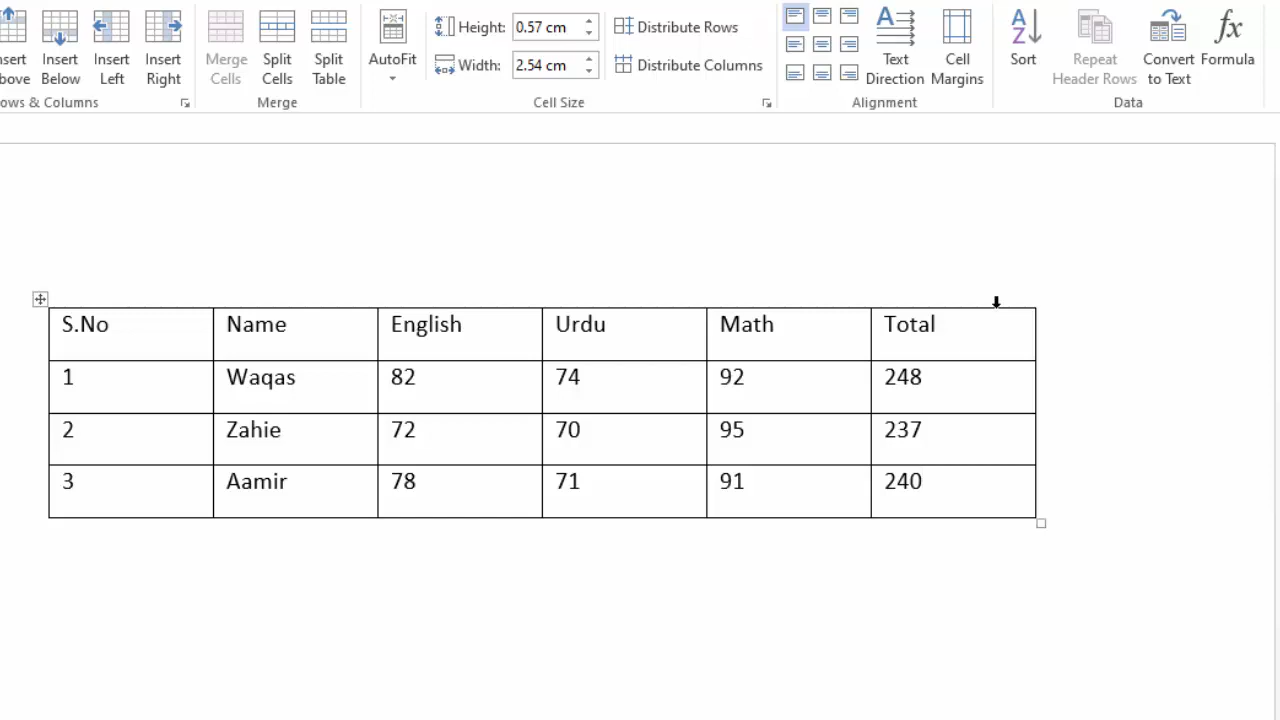 nsert
bove
Insert
Below
Insert
Left
Insert
Right
ows & Columns
Merge
Cells
Split
Cells
Split
Table
Merge
AutoFit
Height: 0.57 cm
Width: 2.54 cm
Distribute Rows
Distribute Columns
Cell Size
Text
Direction
Cell
Margins
Alignment
A
Z
Sort
Repeat
Header Rows
Convert
to Text
fx
Formula
Data
S.No Name English Urdu Math Total
1 Waqas 82 74 92 248
2 Zahie 72 70 95 237
3 Aamir 78 71 91 240